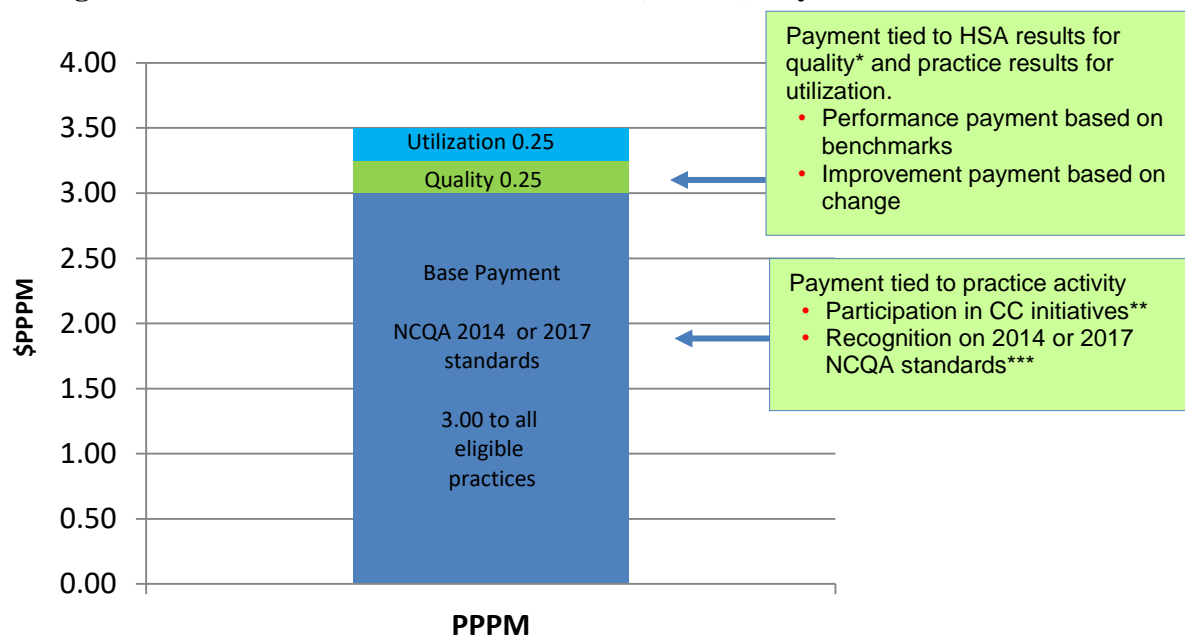 Payment tied to HSA results for
quality* and practice results for
utilization.
• Performance payment based on
benchmarks
• Improvement payment based on
change
4.00
3.50
3.00
2.50
2.00
1.50
1.00
0.50
0.00
$PPPM
Utilization 0.25
Quality 0.25
Base Payment
NCQA 2014 or 2017
standards
3.00 to all
eligible
practices
Payment tied to practice activity
• Participation in CC initiatives**
• Recognition on 2014 or 2017
NCQA standards***
PPPM